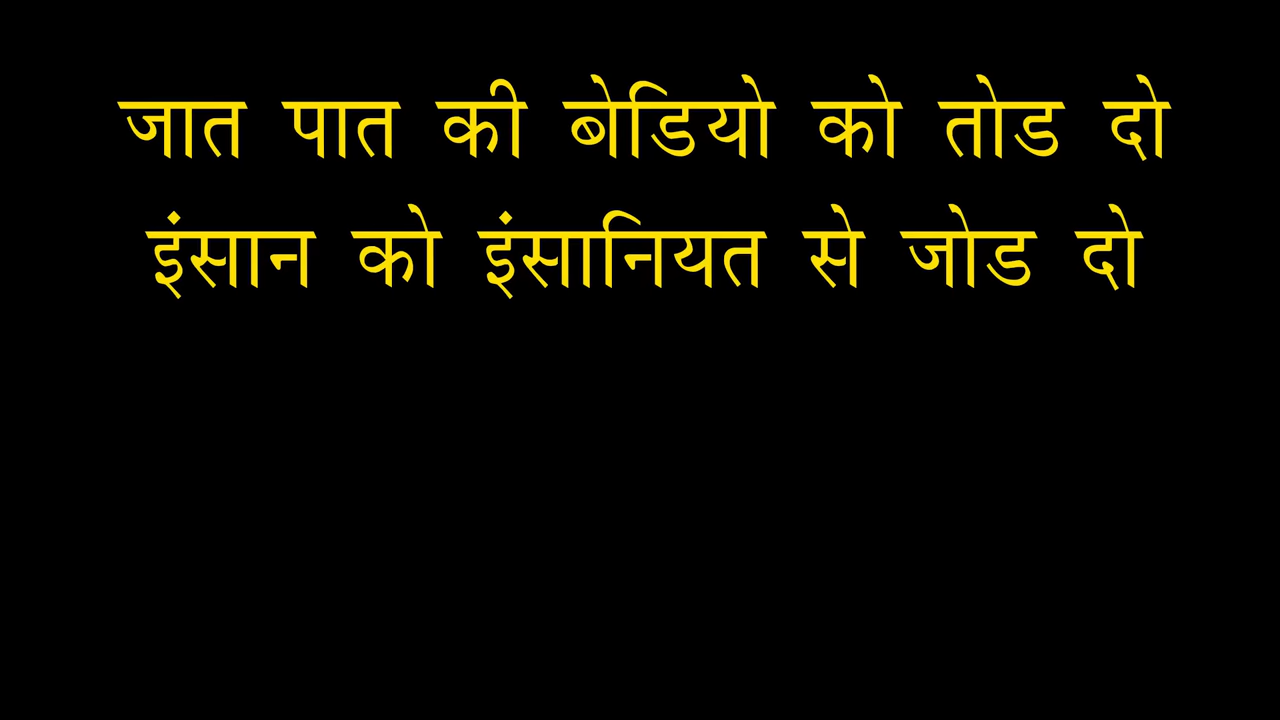 जात पात की बेडियो को तोड दो
इंसान को इंसानियत से जोड दो